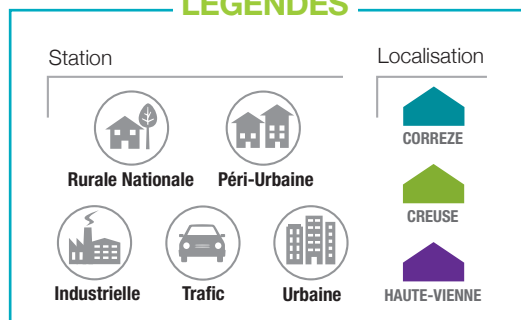 LÉGENDES
Station
Localisation
Rurale Nationale
Péri-Urbaine
Industrielle
Trafic
Urbaine
CORREZE
CREUSE
HAUTE-VIENNE